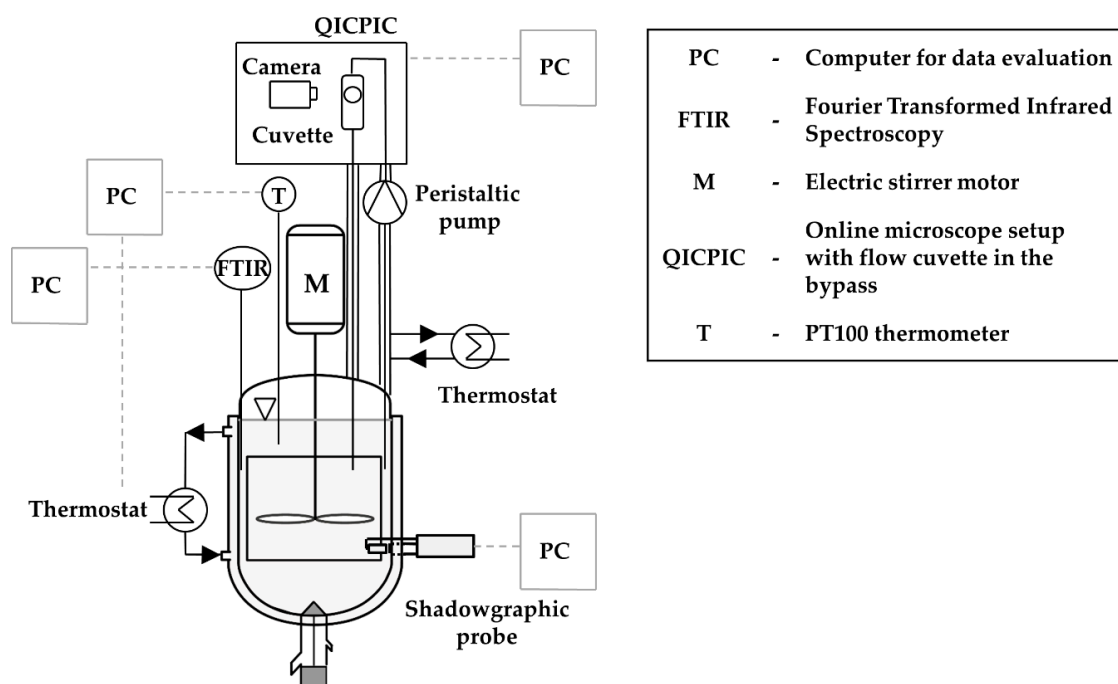 QICPIC
Camera
Cuvette
PC
PC
T
Peristaltic
pump
PC
FTIR
M
Thermostat
Thermostat
PC
Shadowgraphic
probe
PC - Computer for data evaluation
FTIR - Fourier Transformed Infrared
Spectroscopy
M - Electric stirrer motor
QICPIC - Online microscope setup
with flow cuvette in the
bypass
T - PT100 thermometer